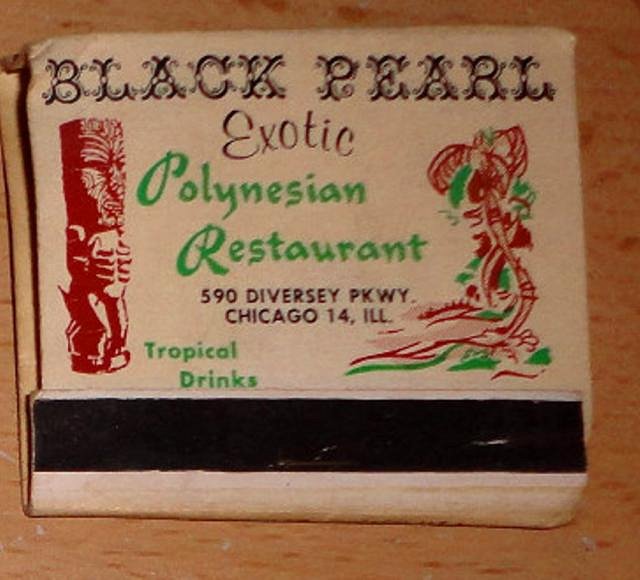 BLACK PEARL
Exotic
Polynesian
Restaurant
590 DIVERSEY PKWY.
CHICAGO 14, ILL.
Tropical
Drinks